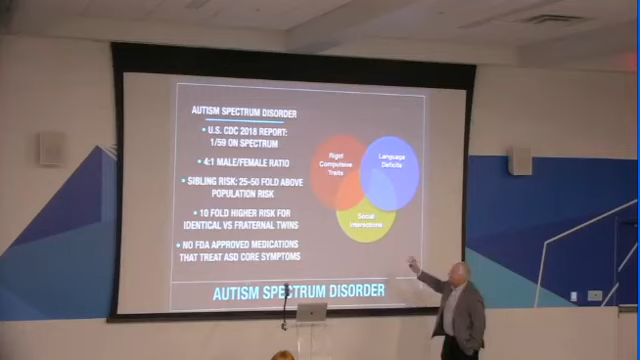 AUTISM SPECTRUM DISORDER
• U.S. CDC 2018 REPORT:
1/59 ON SPECTRUM
• 4:1 MALE/FEMALE RATIO
• SIBLING RISK: 25-50 FOLD ABOVE
POPULATION RISK
• 10 FOLD HIGHER RISK FOR
IDENTICAL VS FRATERNAL TWINS
• NO FDA APPROVED MEDICATIONS
THAT TREAT ASD CORE SYMPTOMS
Rigid
Compulsive
Traits
Language
Deficits
Social
Interactions
AUTISM SPECTRUM DISORDER